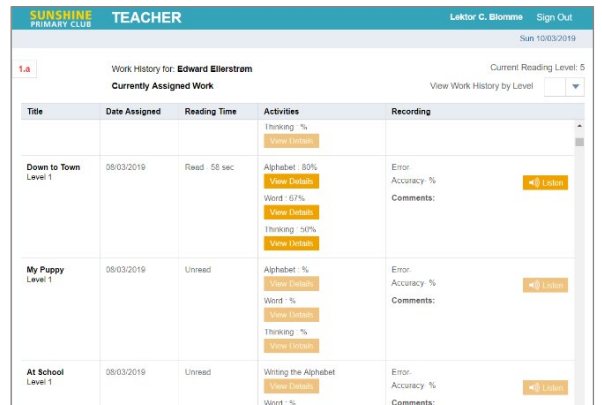 SUNSHINE
PRIMARY CLUB
TEACHER
Lektor C. Blomme Sign Out
Sun 10/03/2019
1.a
Work History for: Edward Ellerstrøm
Current Reading Level: 5
Currently Assigned Work
View Work History by Level
Title Date Assigned Reading Time Activities Recording
Thinking : %
View Details
Down to Town 08/03/2019 Read - 58 sec Alphabet : 80% Error-
Level 1 View Details Accuracy- % Listen
Word : 67% Comments:
View Details
Thinking : 50%
View Details
My Puppy 08/03/2019 Unread Alphabet : % Error-
Level 1 View Details Accuracy- % Listen
Word : % Comments:
View Details
Thinking : %
View Details
At School 08/03/2019 Unread Writing the Alphabet Error-
Level 1 View Details Accuracy- % Listen
Word : % Comments: